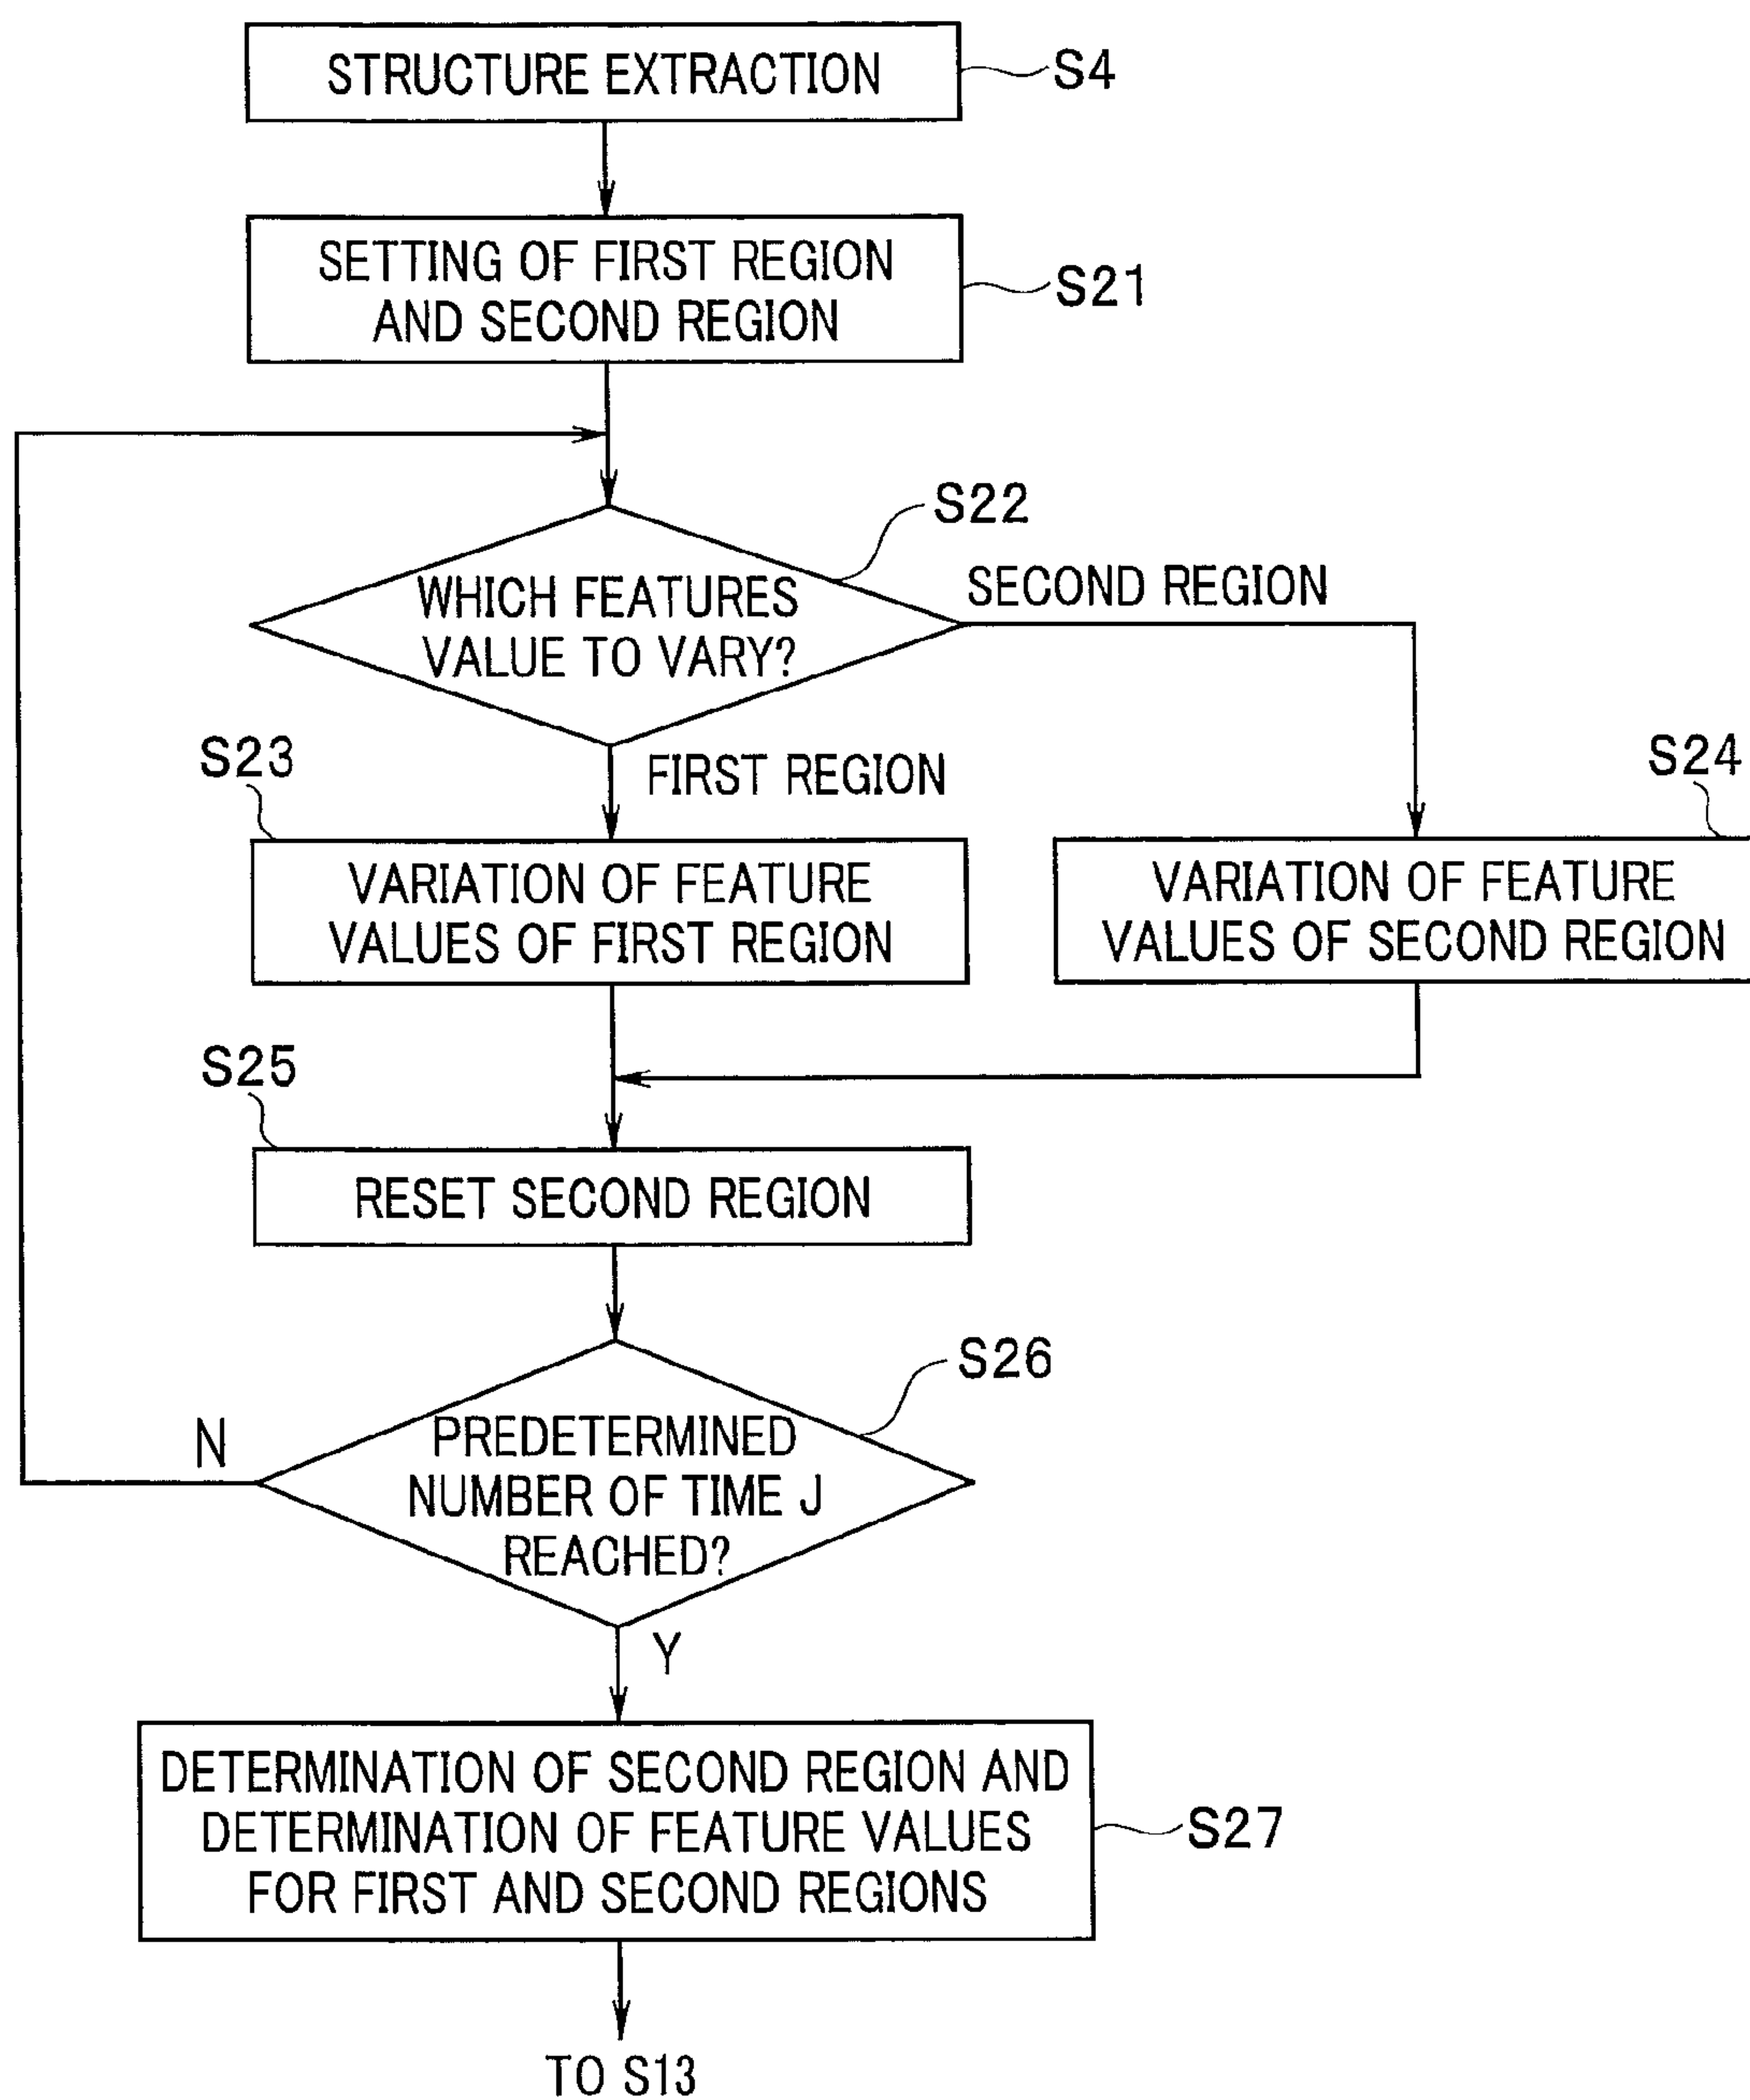 STRUCTURE EXTRACTION
S4
SETTING OF FIRST REGION
AND SECOND REGION
S21
S22
WHICH FEATURES
VALUE TO VARY?
SECOND REGION
FIRST REGION
S23
VARIATION OF FEATURE
VALUES OF FIRST REGION
S24
VARIATION OF FEATURE
VALUES OF SECOND REGION
S25
RESET SECOND REGION
S26
PREDETERMINED
NUMBER OF TIME J
REACHED?
N
Y
DETERMINATION OF SECOND REGION AND
DETERMINATION OF FEATURE VALUES
FOR FIRST AND SECOND REGIONS
S27
TO S13